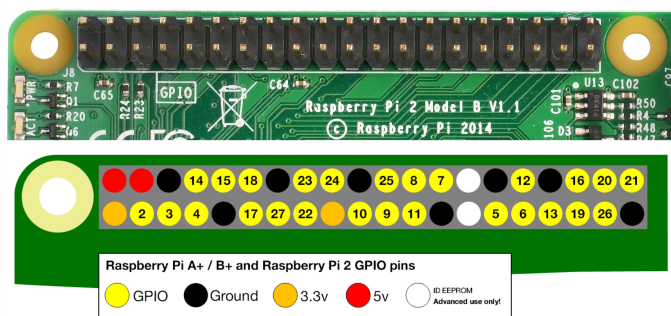 J8
PWR
R7
Q1
C65
R24
R23
GPIO
C64
U13
C102
C101
R50
R4
R48
R47
ACT
R20
Q6
D3
106
Raspberry Pi 2 Model B V1.1
© Raspberry Pi 2014
14 15 18 23 24 25 8 7 12 16 20 21
2 3 4 17 27 22 10 9 11 5 6 13 19 26
Raspberry Pi A+ / B+ and Raspberry Pi 2 GPIO pins
GPIO
Ground
3.3v
5v
ID EEPROM
Advanced use only!